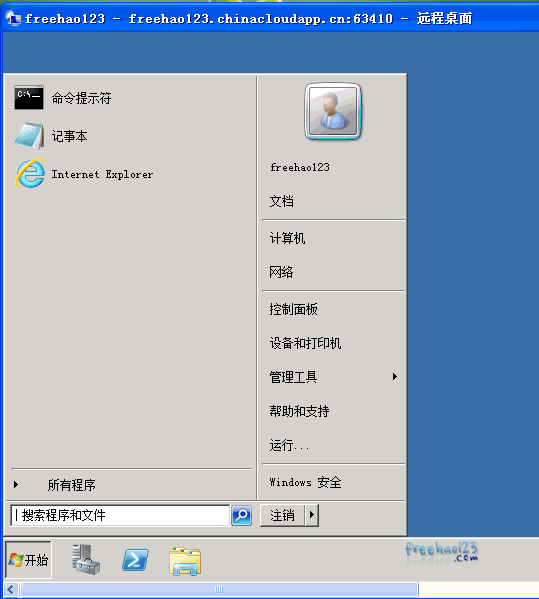 freehao123 - freehao123.chinacloudapp.cn:63410 - 远程桌面
C:\_
命令提示符
记事本
Internet Explorer
所有程序
搜索程序和文件
freehao123
文档
计算机
网络
控制面板
设备和打印机
管理工具
帮助和支持
运行...
Windows 安全
注销
开始
freehao123
.com